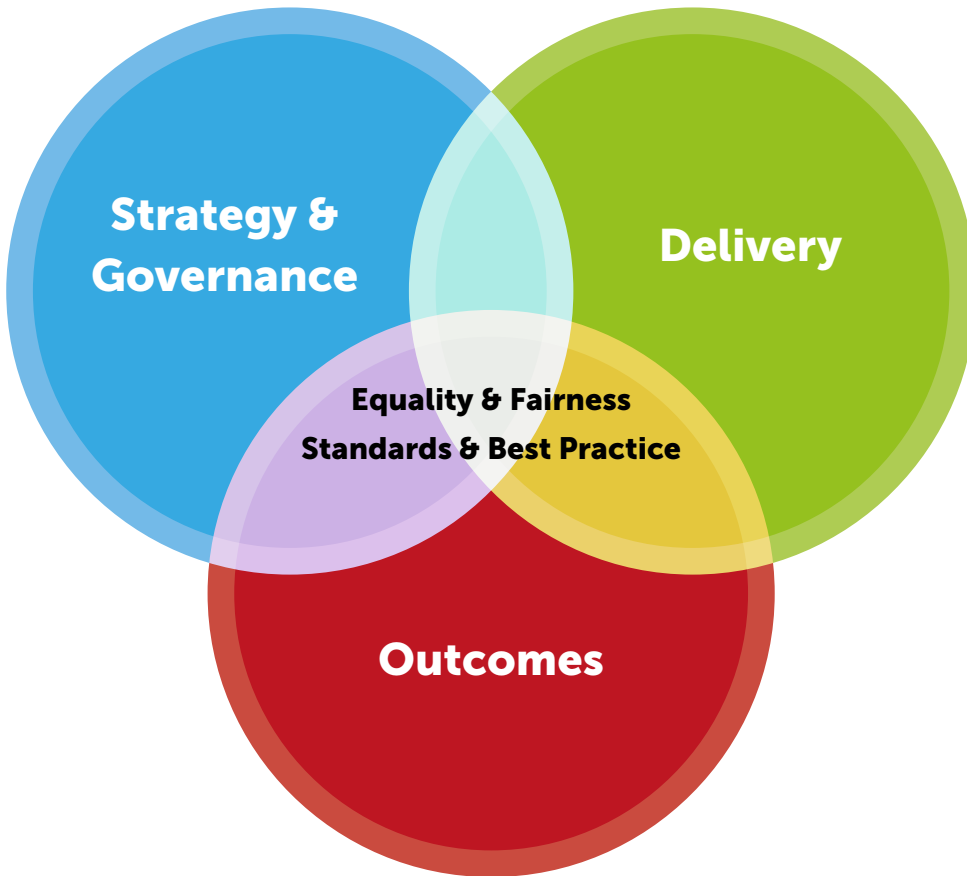 Strategy &
Governance
Delivery
Equality & Fairness
Standards & Best Practice
Outcomes